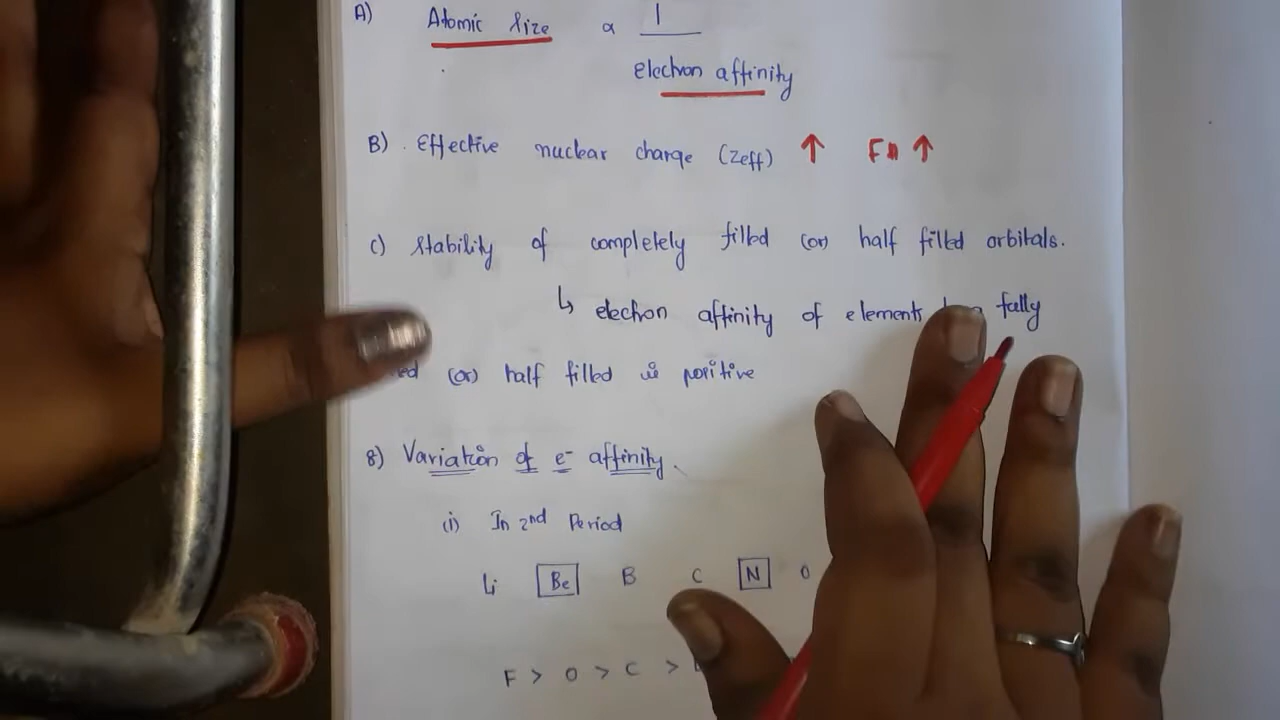 A) Atomic size ∝ 1
electron affinity
B) Effective nuclear charge (Zeff) ↑ EA ↑
c) Stability of completely filled (or) half filled orbitals.
↳ electron affinity of elements fully
(or) half filled is positive
8) Variation of e⁻ affinity.
(i) In 2nd Period
Li Be B C N O
F > O > C >